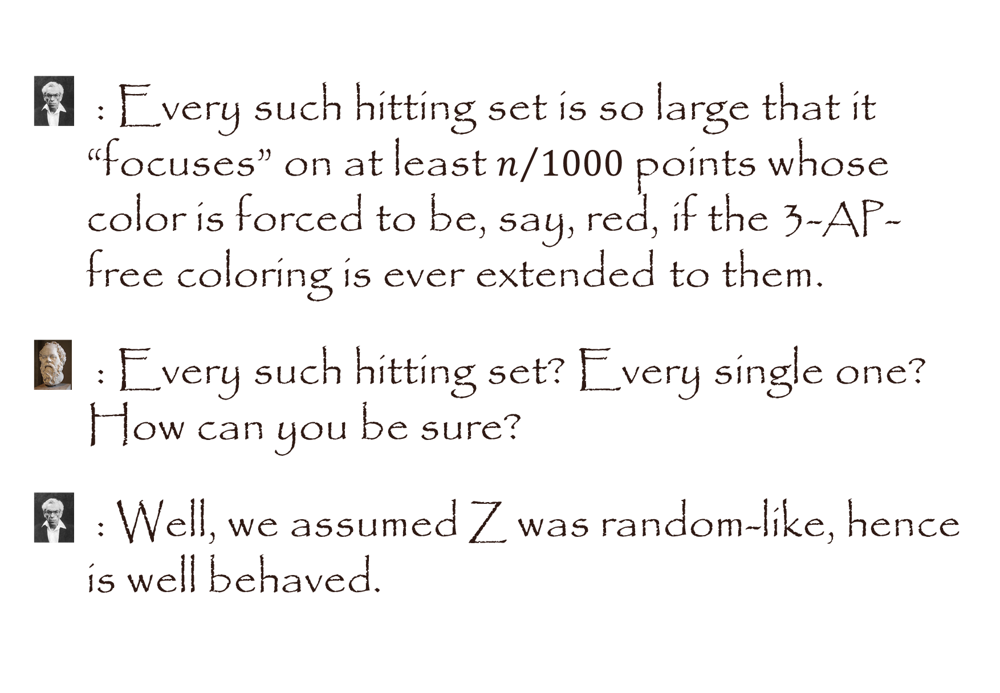 : Every such hitting set is so large that it
“focuses” on at least n/1000 points whose
color is forced to be, say, red, if the 3-AP-
free coloring is ever extended to them.
: Every such hitting set? Every single one?
How can you be sure?
: Well, we assumed Z was random-like, hence
is well behaved.